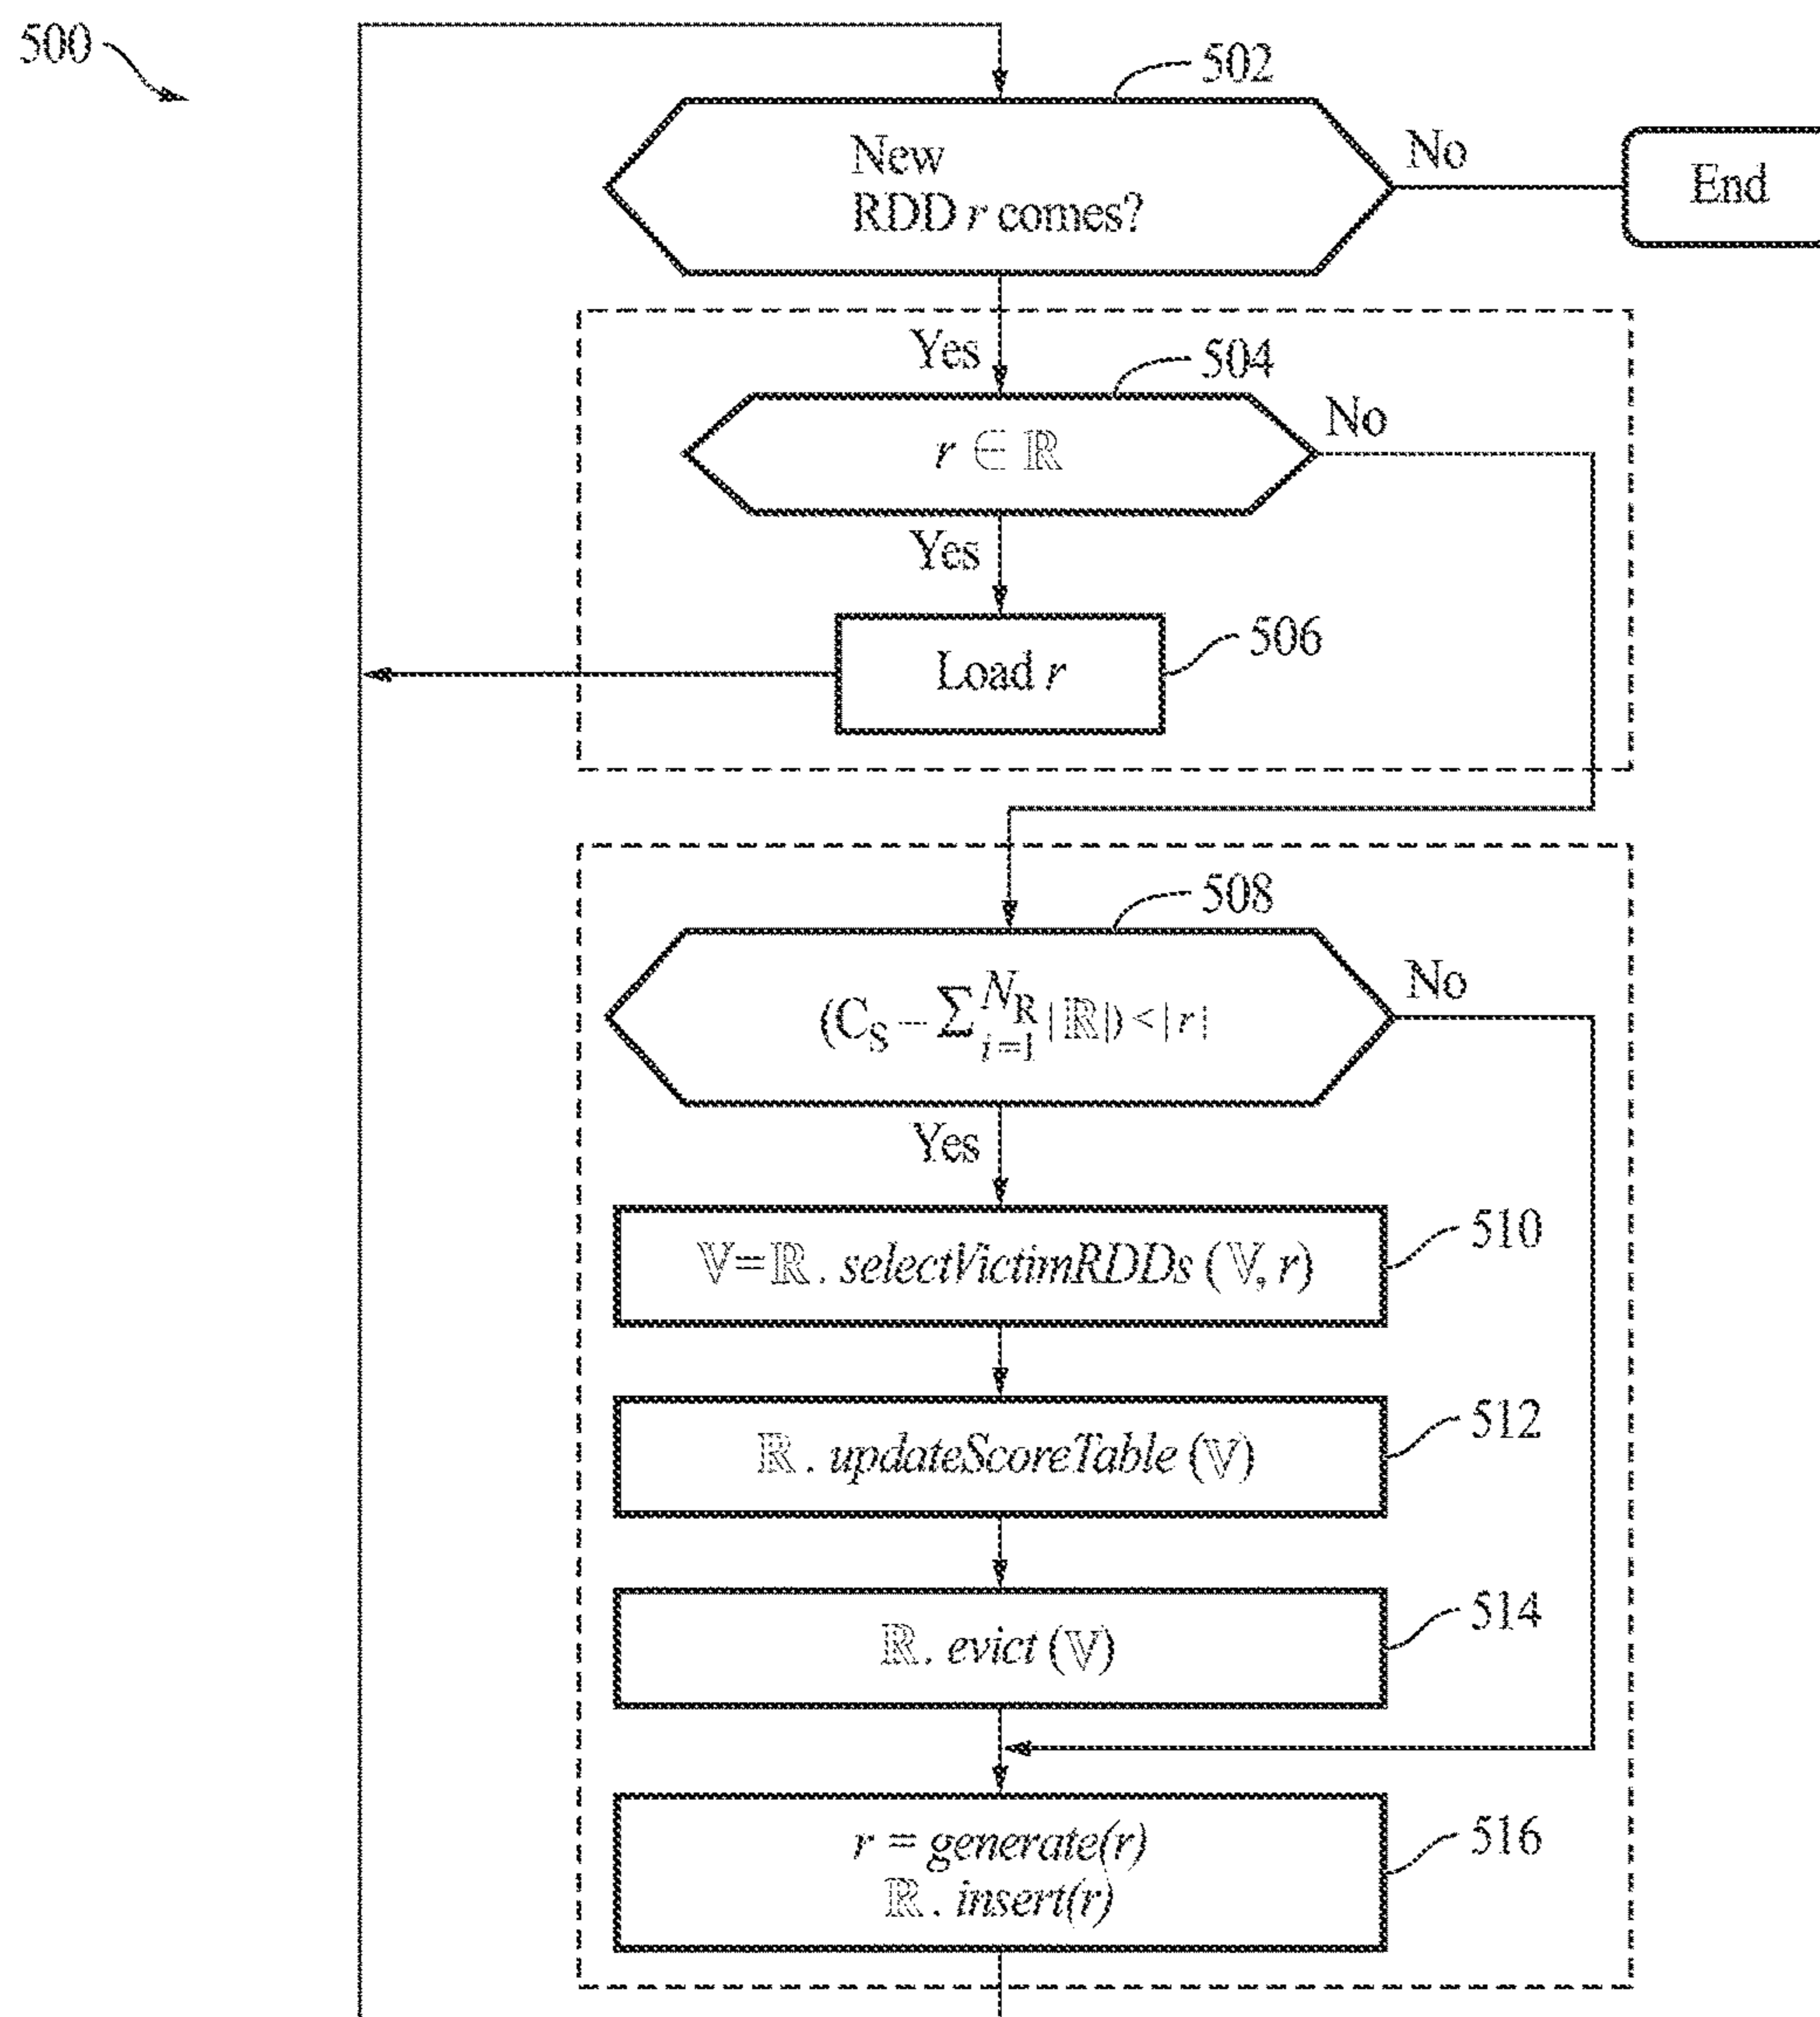 500
502
New
RDD r comes?
No
End
Yes
504
r ∈ ℝ
No
Yes
Load r
506
508
(C_S − ∑_{i=1}^{N_R} |ℝ|) < |r|
No
Yes
𝕍=ℝ. selectVictimRDDs (𝕍, r)
510
ℝ. updateScoreTable (𝕍)
512
ℝ. evict (𝕍)
514
r = generate(r)
ℝ. insert(r)
516